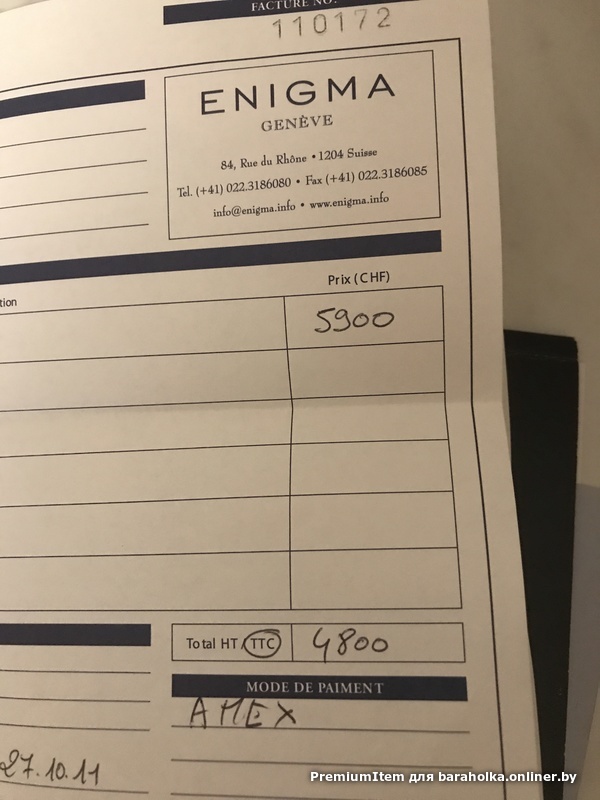 FACTURE NO.
110172
ENIGMA
GENÈVE
84, Rue du Rhône • 1204 Suisse
Tel. (+41) 022.3186080 • Fax (+41) 022.3186085
info@enigma.info • www.enigma.info
tion
Prix (CHF)
5900
Total HT/TTC
4800
MODE DE PAIMENT
AMEX
27.10.11
PremiumItem для baraholka.onliner.by